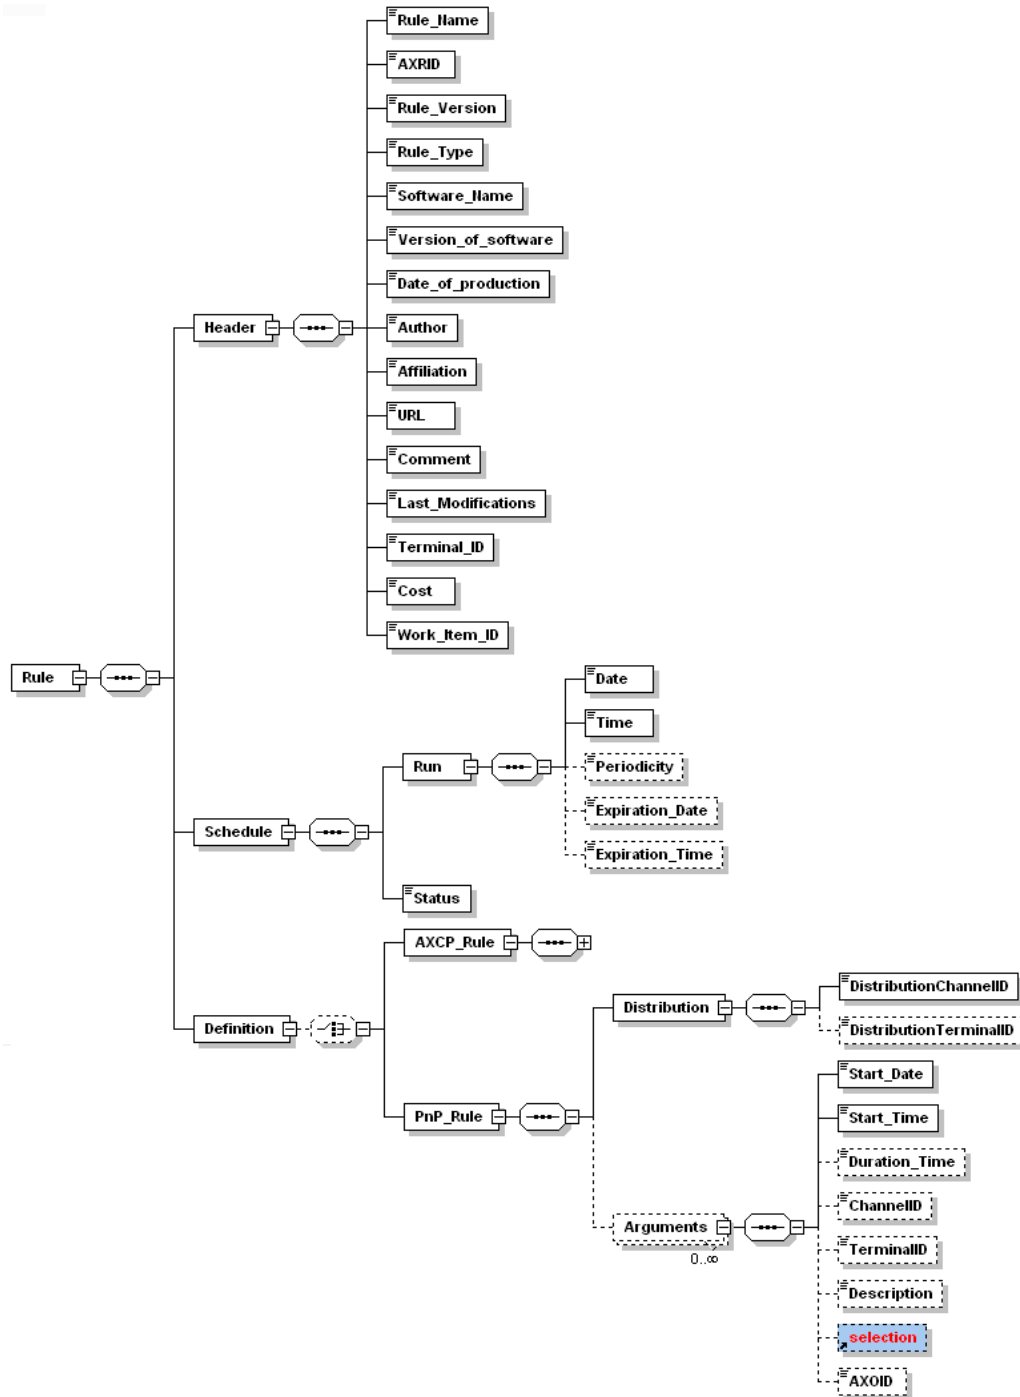 Rule_Name
AXRID
Rule_Version
Rule_Type
Software_Name
Version_of_software
Date_of_production
Header
Author
Affiliation
URL
Comment
Last_Modifications
Terminal_ID
Cost
Work_Item_ID
Rule
Date
Time
Run
Periodicity
Expiration_Date
Schedule
Expiration_Time
Status
AXCP_Rule
Distribution
DistributionChannelID
Definition
DistributionTerminalID
Start_Date
PnP_Rule
Start_Time
Duration_Time
ChannelID
Arguments
0..∞
TerminalID
Description
selection
AXOID